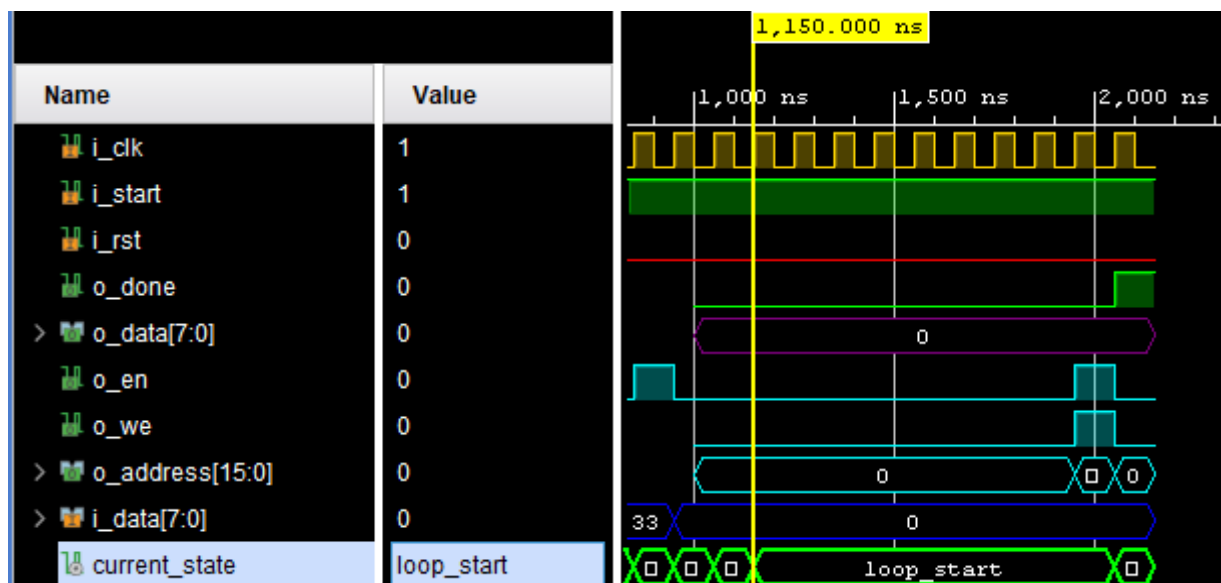 1,150.000 ns
Name Value
1,000 ns 1,500 ns 2,000 ns
i_clk 1
i_start 1
i_rst 0
o_done 0
o_data[7:0] 0 0
o_en 0
o_we 0
o_address[15:0] 0 0 0
i_data[7:0] 0 33 0
current_state loop_start loop_start